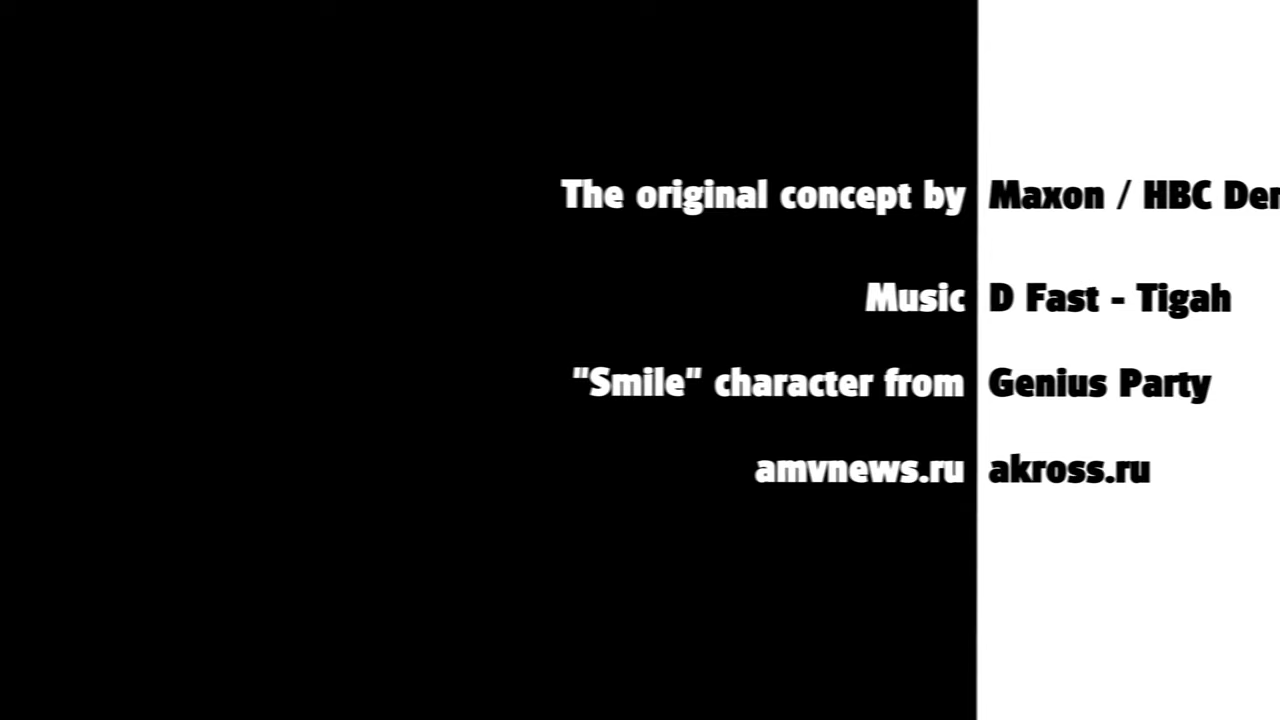 The original concept by Maxon / HBC
Music D Fast - Tigah
"Smile" character from Genius Party
amvnews.ru akross.ru